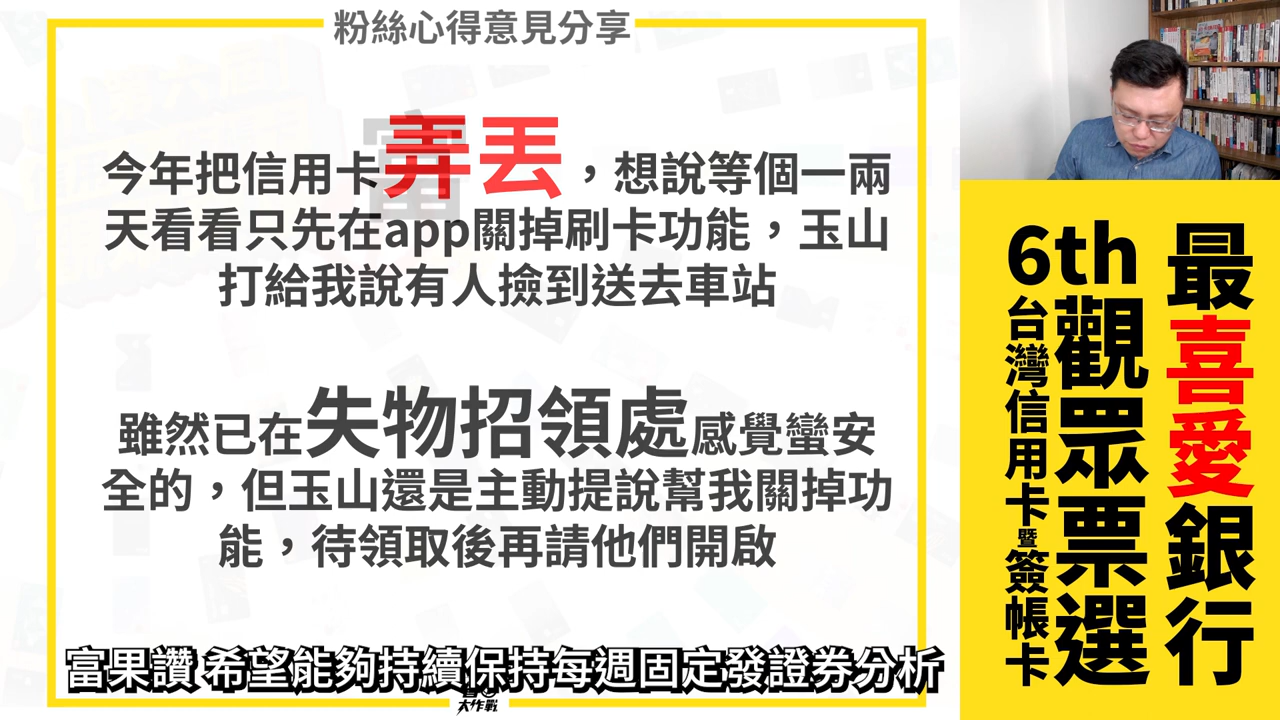 粉絲心得意見分享
今年把信用卡弄丟，想說等個一兩
天看看只先在app關掉刷卡功能，玉山
打給我說有人撿到送去車站
雖然已在失物招領處感覺蠻安
全的，但玉山還是主動提說幫我關掉功
能，待領取後再請他們開啟
富果讚 希望能夠持續保持每週固定發證券分析
大作戰
最喜愛銀行
6th觀眾票選
台灣信用卡暨簽帳卡